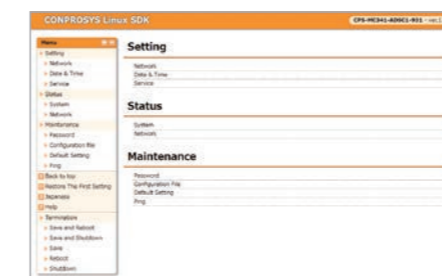 CONPROSYS Linux SDK
CPS-MC341-ADSC1-931 - ver.
Menu
Setting
Network
Date & Time
Service
Status
System
Network
Maintenance
Password
Configuration file
Default Setting
Ping
Back to top
Restore The First Setting
Japanese
Help
Termination
Save and Reboot
Save and Shutdown
Save
Reboot
Shutdown
Setting
Network
Date & Time
Service
Status
System
Network
Maintenance
Password
Configuration File
Default Setting
Ping